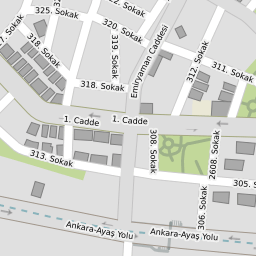 325. Sokak
320. Sokak
318. Sokak
319. Sokak
Emiryaman Caddesi
312. Sokak
311. Sokak
318. Sokak
1. Cadde
1. Cadde
313. Sokak
308. Sokak
2608. Sokak
305. S
306. Sokak
Ankara-Ayaş Yolu
Ankara-Ayaş Yolu